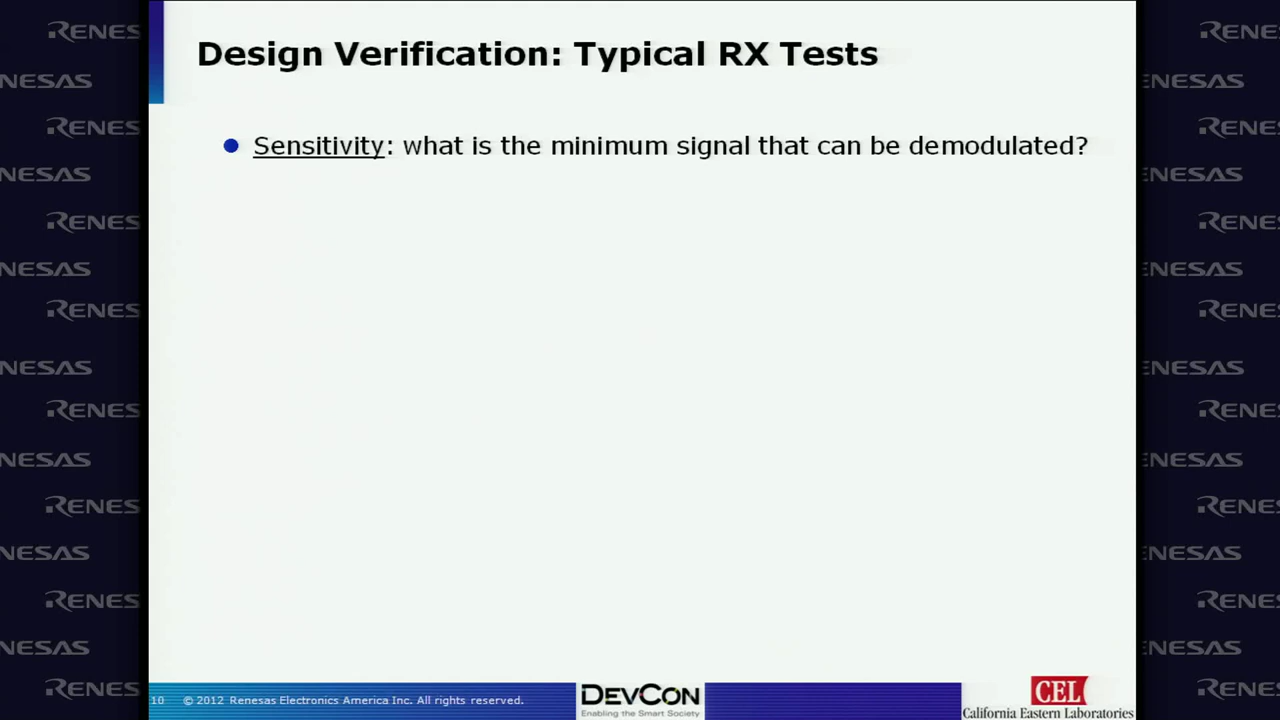 Design Verification: Typical RX Tests
Sensitivity: what is the minimum signal that can be demodulated?
10 © 2012 Renesas Electronics America Inc. All rights reserved.
DEVCON
Enabling the Smart Society
CEL
California Eastern Laboratories
RENESAS